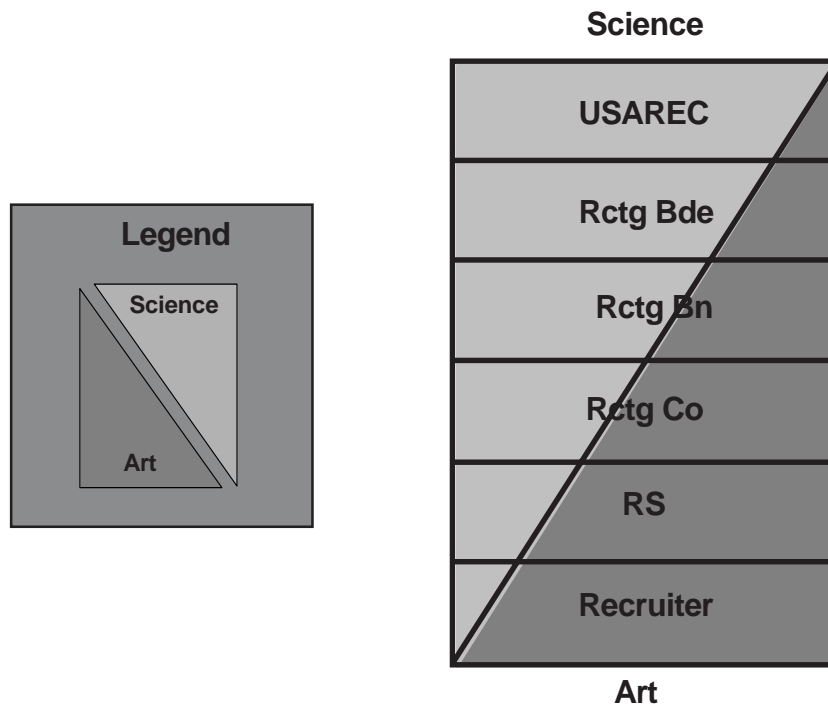 Science
USAREC
Rctg Bde
Legend
Science
Rctg Bn
Rctg Co
Art
RS
Recruiter
Art